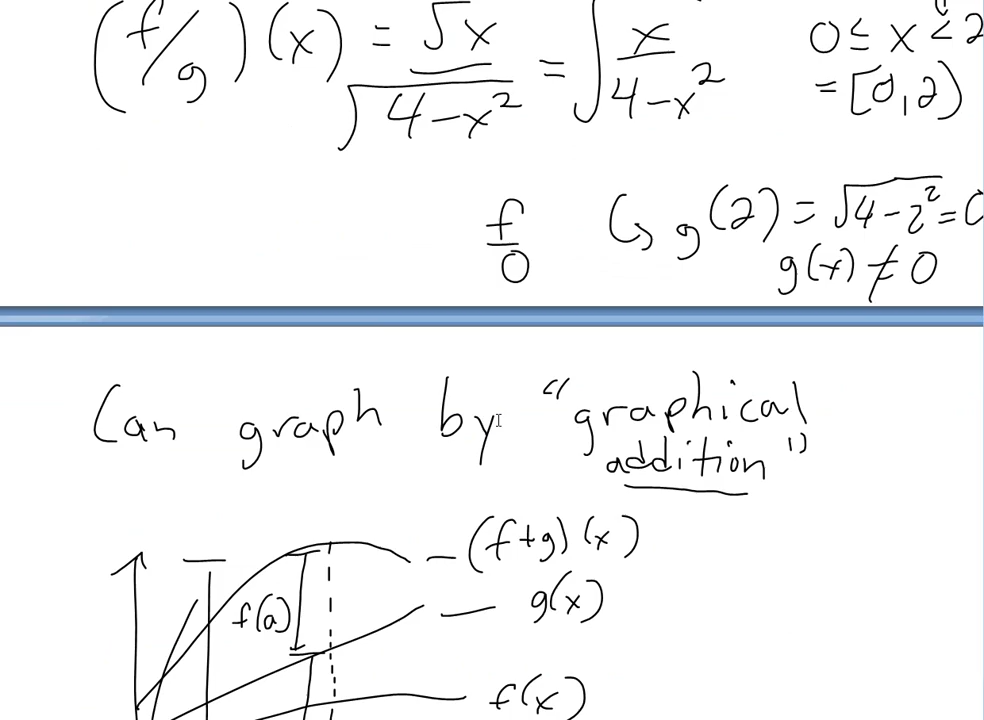 (f/g)(x) = √x / √(4-x²) = √(x/(4-x²)) 0 ≤ x < 2
= [0, 2)
f/0 ↳ g(2) = √(4-2²) = 0
g(x) ≠ 0
Can graph by "graphical
addition"
(f+g)(x)
f(a) g(x)
f(x)